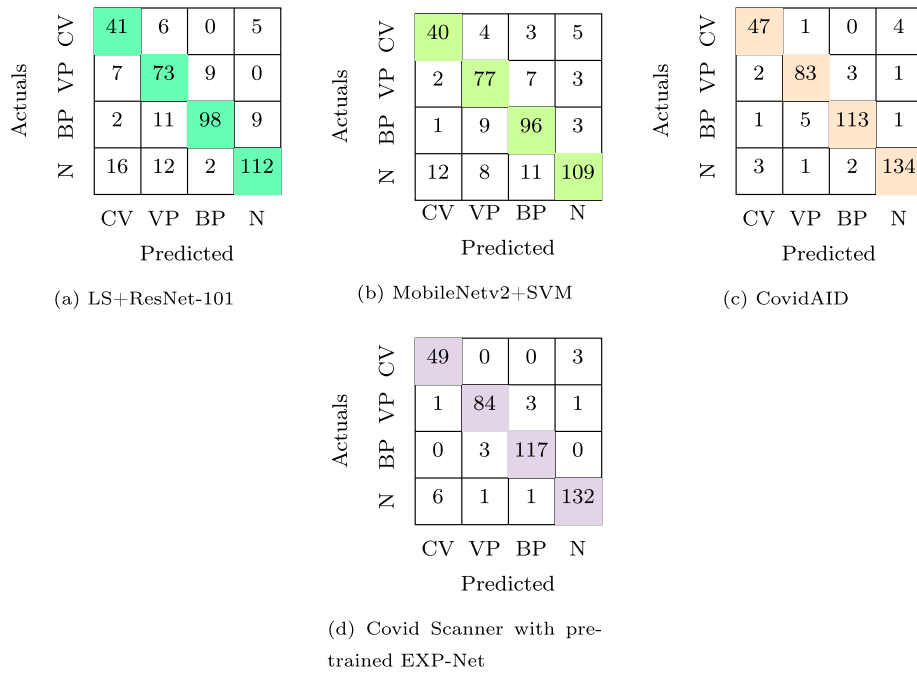 Actuals
CV 41 6 0 5
VP 7 73 9 0
BP 2 11 98 9
N 16 12 2 112
CV VP BP N
Predicted
(a) LS+ResNet-101
Actuals
CV 40 4 3 5
VP 2 77 7 3
BP 1 9 96 3
N 12 8 11 109
CV VP BP N
Predicted
(b) MobileNetv2+SVM
Actuals
CV 47 1 0 4
VP 2 83 3 1
BP 1 5 113 1
N 3 1 2 134
CV VP BP N
Predicted
(c) CovidAID
Actuals
CV 49 0 0 3
VP 1 84 3 1
BP 0 3 117 0
N 6 1 1 132
CV VP BP N
Predicted
(d) Covid Scanner with pre-
trained EXP-Net